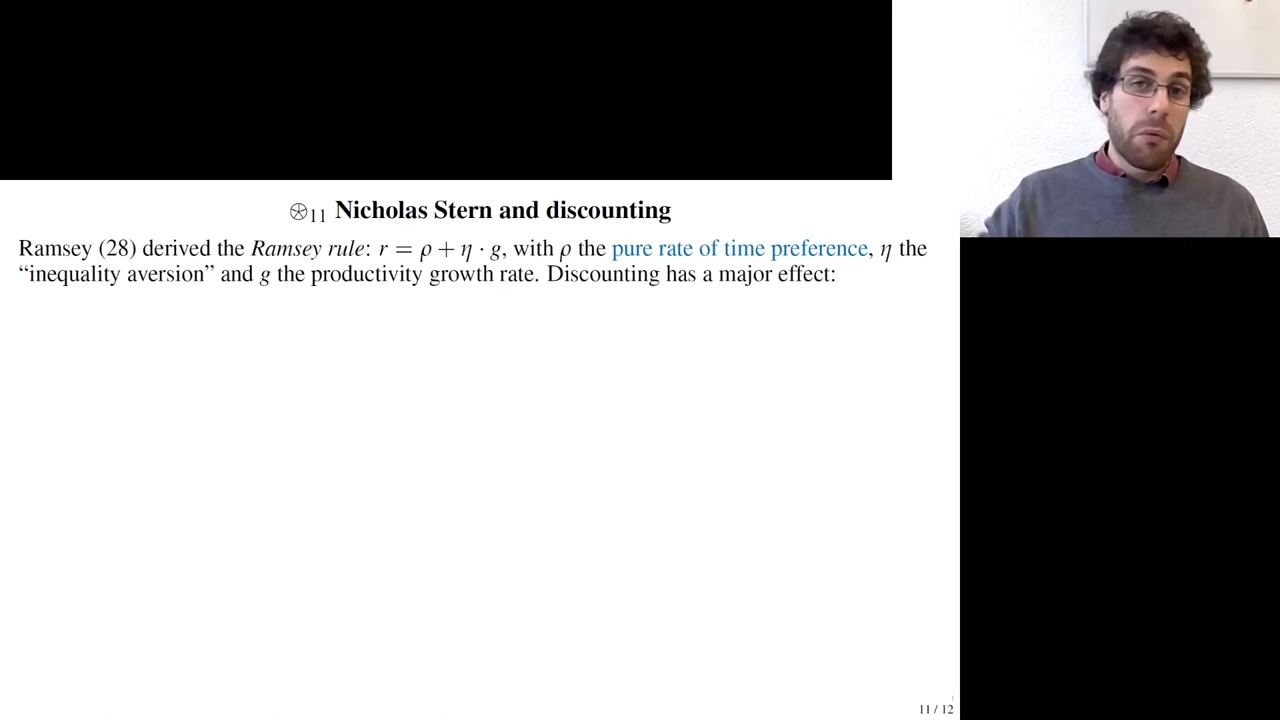 ⊛11 Nicholas Stern and discounting
Ramsey (28) derived the Ramsey rule: r = ρ + η · g, with ρ the pure rate of time preference, η the
“inequality aversion” and g the productivity growth rate. Discounting has a major effect:
11 / 12